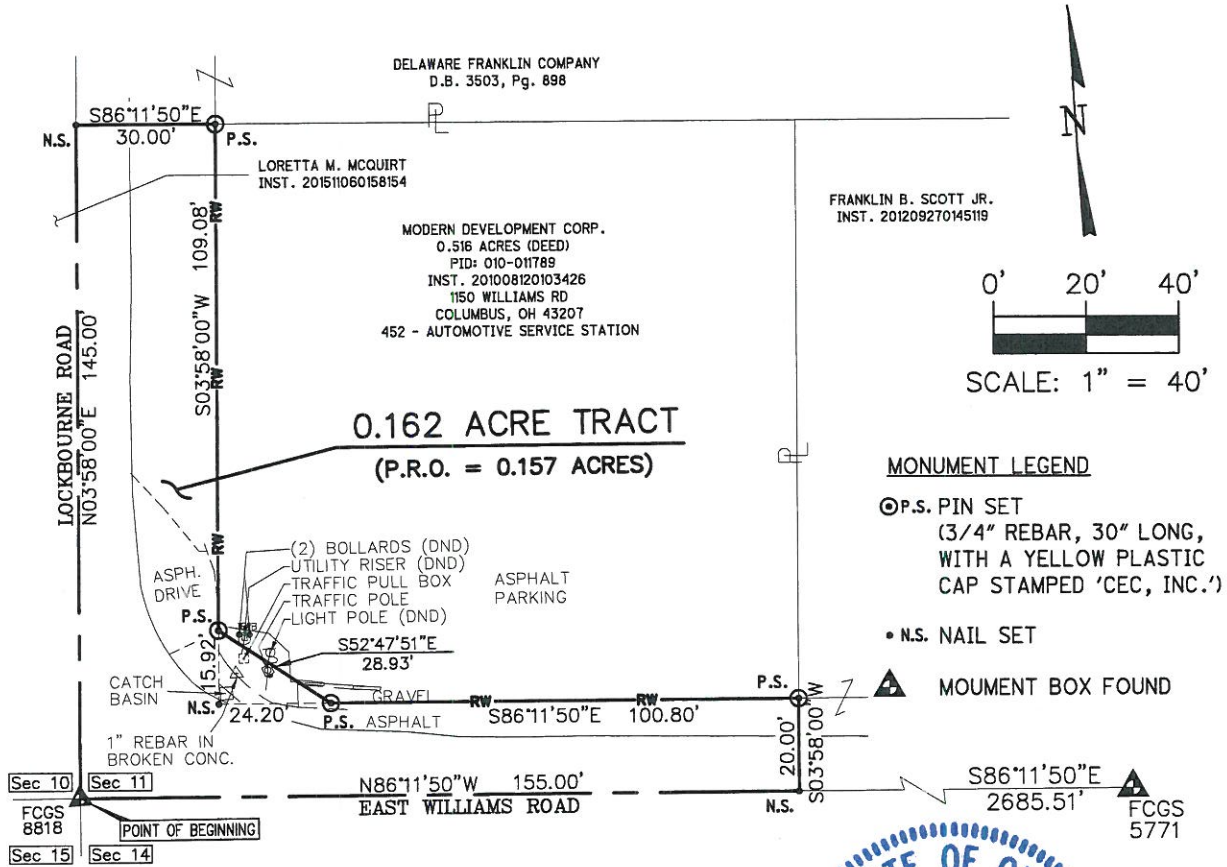 DELAWARE FRANKLIN COMPANY
D.B. 3503, Pg. 898
PL
N
S86°11'50"E
30.00'
N.S.
P.S.
LORETTA M. MCQUIRT
INST. 201511060158154
FRANKLIN B. SCOTT JR.
INST. 201209270145119
MODERN DEVELOPMENT CORP.
0.516 ACRES (DEED)
PID: 010-011789
INST. 201008120103426
1150 WILLIAMS RD
COLUMBUS, OH 43207
452 - AUTOMOTIVE SERVICE STATION
0' 20' 40'
SCALE: 1" = 40'
LOCKBOURNE ROAD
N03°58'00"E 145.00'
S03°58'00"W 109.08'
RW
RW
RW
0.162 ACRE TRACT
(P.R.O. = 0.157 ACRES)
PL
MONUMENT LEGEND
P.S. PIN SET
(3/4" REBAR, 30" LONG,
WITH A YELLOW PLASTIC
CAP STAMPED 'CEC, INC.')
N.S. NAIL SET
MOUMENT BOX FOUND
(2) BOLLARDS (DND)
UTILITY RISER (DND)
TRAFFIC PULL BOX
TRAFFIC POLE
LIGHT POLE (DND)
ASPHALT
PARKING
ASPH.
DRIVE
P.S.
15.92'
S52°47'51"E
28.93'
CATCH
BASIN
N.S.
24.20'
GRAVEL
P.S.
ASPHALT
RW
RW
S86°11'50"E 100.80'
P.S.
20.00'
S03°58'00"W
1" REBAR IN
BROKEN CONC.
Sec 10 Sec 11
FCGS
8818
POINT OF BEGINNING
Sec 15 Sec 14
N86°11'50"W 155.00'
EAST WILLIAMS ROAD
N.S.
S86°11'50"E
2685.51'
FCGS
5771
OF